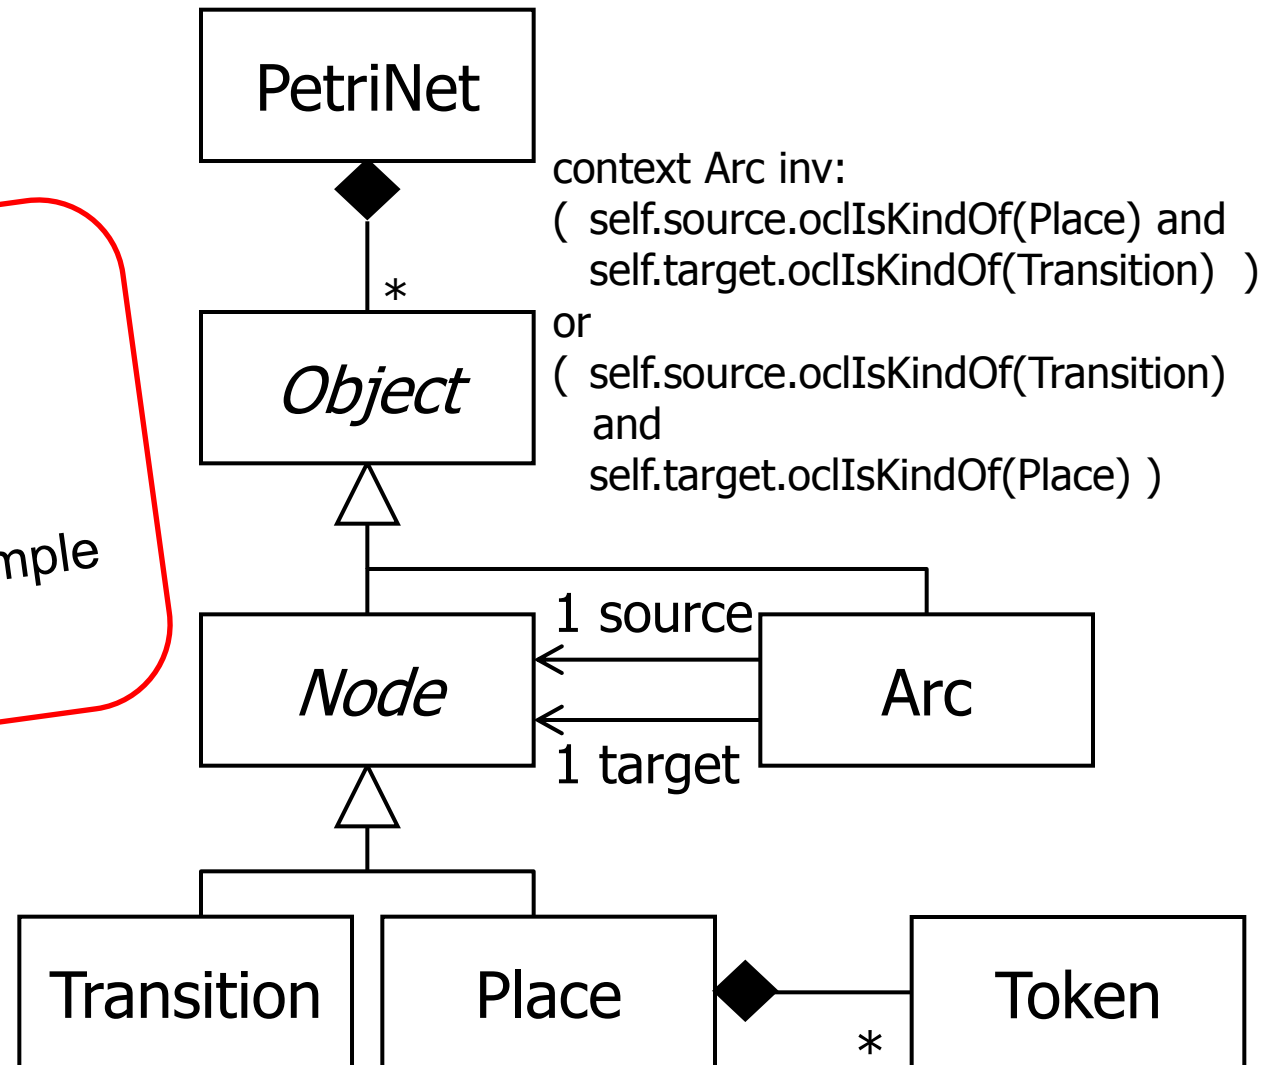 PetriNet
context Arc inv:
( self.source.oclIsKindOf(Place) and
self.target.oclIsKindOf(Transition) )
*
or
Object
( self.source.oclIsKindOf(Transition)
and
self.target.oclIsKindOf(Place) )
mple
1 source
Node
Arc
1 target
Transition
Place
Token
*